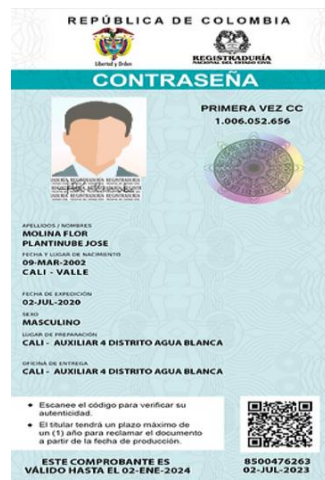 REPÚBLICA DE COLOMBIA
Libertad y Orden
REGISTRADURÍA
NACIONAL DEL ESTADO CIVIL
CONTRASEÑA
PRIMERA VEZ CC
1.006.052.656
APELLIDOS / NOMBRES
MOLINA FLOR
PLANTINUBE JOSE
FECHA Y LUGAR DE NACIMIENTO
09-MAR-2002
CALI - VALLE
FECHA DE EXPEDICIÓN
02-JUL-2020
SEXO
MASCULINO
LUGAR DE PREPARACIÓN
CALI - AUXILIAR 4 DISTRITO AGUA BLANCA
OFICINA DE ENTREGA
CALI - AUXILIAR 4 DISTRITO AGUA BLANCA
• Escanee el código para verificar su
autenticidad.
• El titular tendrá un plazo máximo de
un (1) año para reclamar el documento
a partir de la fecha de producción.
ESTE COMPROBANTE ES
VÁLIDO HASTA EL 02-ENE-2024
8500476263
02-JUL-2023